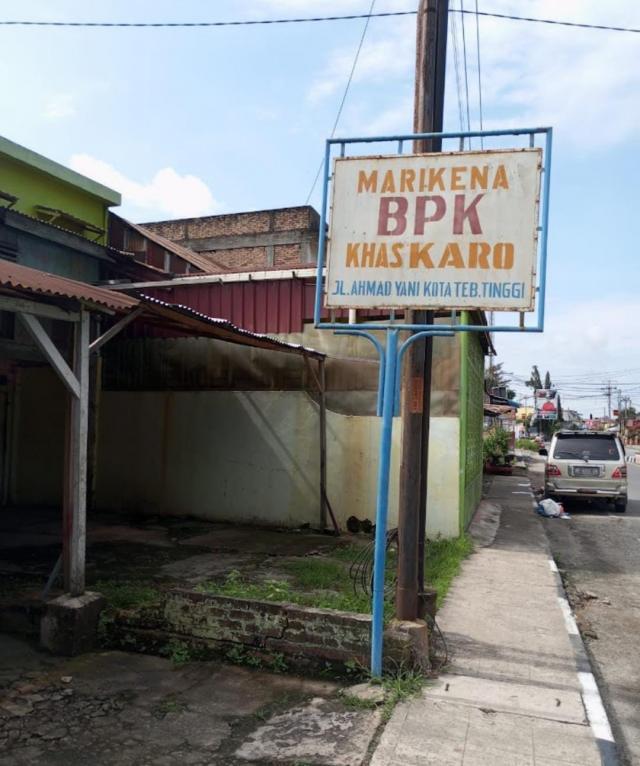 MARIKENA
BPK
KHAS KARO
JL. AHMAD YANI KOTA TEB. TINGGI